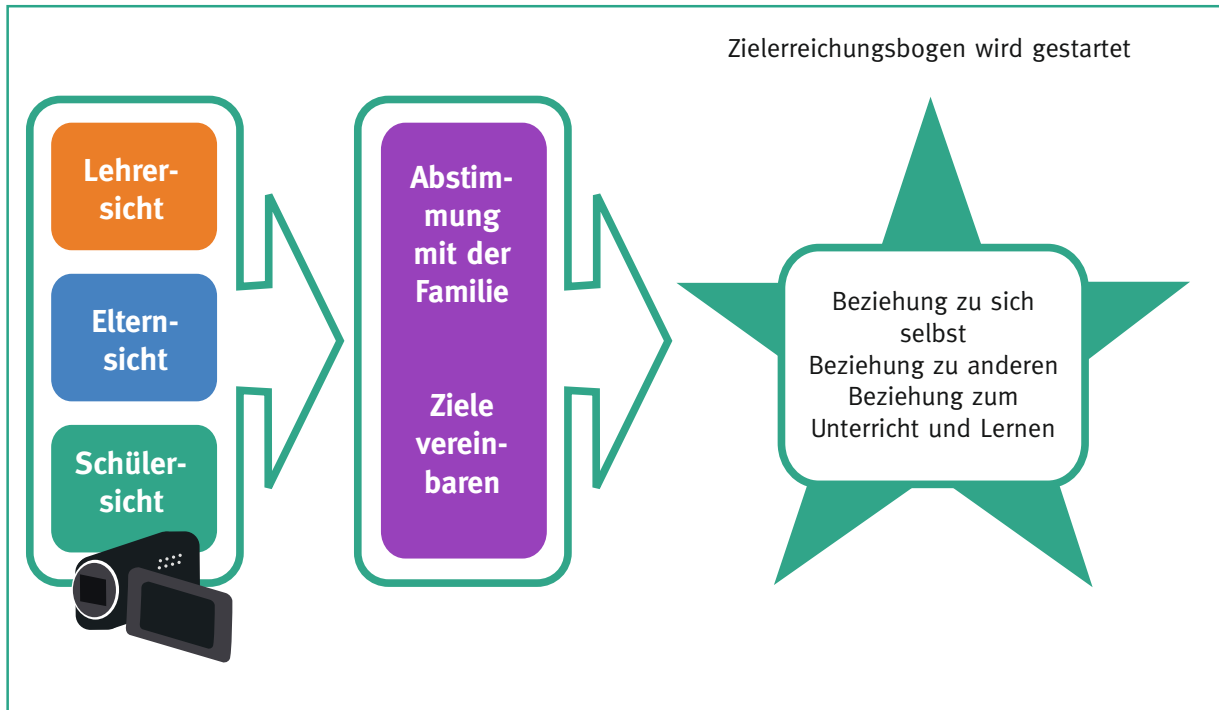 Zielerreichungsbogen wird gestartet
Lehrer-
sicht
Eltern-
sicht
Schüler-
sicht
Abstim-
mung
mit der
Familie
Ziele
verein-
baren
Beziehung zu sich
selbst
Beziehung zu anderen
Beziehung zum
Unterricht und Lernen